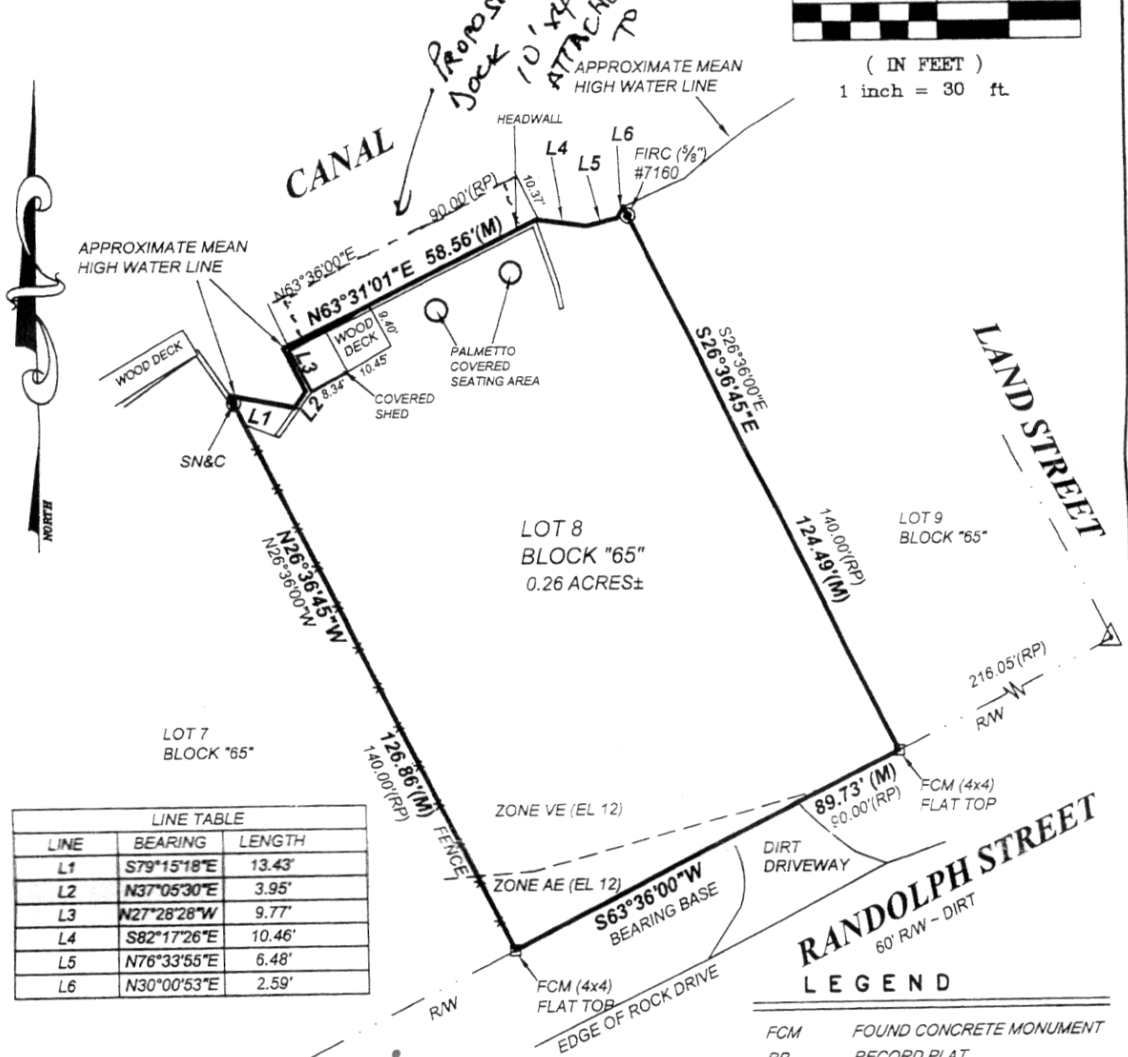 PROPOS
DOCK 10' x4
ATTACH
TO
( IN FEET )
1 inch = 30 ft.
APPROXIMATE MEAN
HIGH WATER LINE
HEADWALL
CANAL
L4
L5
L6
FIRC (⅝")
#7160
10.37'
90.00'(RP)
N63°36'00"E
N63°31'01"E 58.56'(M)
APPROXIMATE MEAN
HIGH WATER LINE
WOOD DECK
WOOD
DECK
9.40'
10.45'
8.34'
L3
L2
L1
PALMETTO
COVERED
SEATING AREA
COVERED
SHED
SN&C
NORTH
S26°36'00"E
S26°36'45"E
LAND STREET
LOT 8
BLOCK "65"
0.26 ACRES±
LOT 9
BLOCK "65"
140.00'(RP)
124.49'(M)
N26°36'45"W
N26°36'00"W
216.05'(RP)
R/W
LOT 7
BLOCK "65"
126.86'(M)
140.00'(RP)
FENCE
ZONE VE (EL 12)
ZONE AE (EL 12)
89.73' (M)
90.00'(RP)
FCM (4x4)
FLAT TOP
DIRT
DRIVEWAY
S63°36'00"W
BEARING BASE
RANDOLPH STREET
60' R/W – DIRT
LINE TABLE
LINE BEARING LENGTH
L1 S79°15'18"E 13.43'
L2 N37°05'30"E 3.95'
L3 N27°28'28"W 9.77'
L4 S82°17'26"E 10.46'
L5 N76°33'55"E 6.48'
L6 N30°00'53"E 2.59'
FCM (4x4)
FLAT TOP
R/W
EDGE OF ROCK DRIVE
LEGEND
FCM FOUND CONCRETE MONUMENT
RP RECORD PLAT